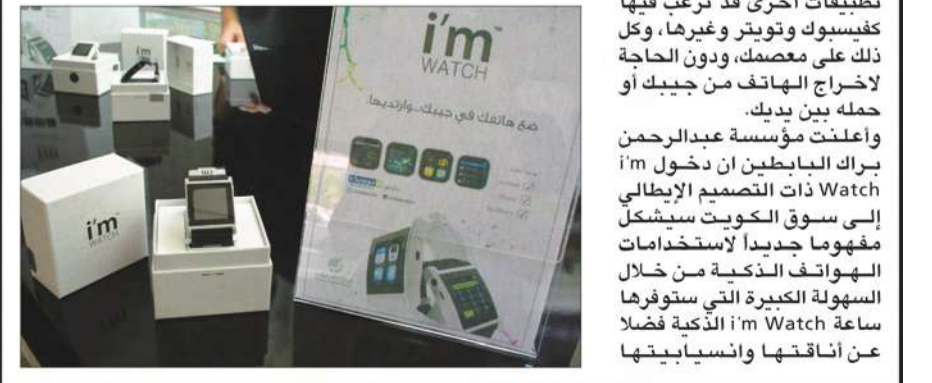 تطبيقات أخرى قد ترغب فيها
كفيسبوك وتويتر وغيرها، وكل
ذلك على معصمك، ودون الحاجة
لاخراج الهاتف من جيبك أو
حمله بين يديك.
وأعلنت مؤسسة عبدالرحمن
براك البابطين ان دخول i'm
Watch ذات التصميم الإيطالي
إلى سوق الكويت سيشكل
مفهوما جديداً لاستخدامات
الهواتف الذكية من خلال
السهولة الكبيرة التي ستوفرها
ساعة i'm Watch الذكية فضلا
عن أناقتها وانسيابيتها
i'm™
WATCH
ضع هاتفك في جيبك..وارتديها.
i'm™
WATCH